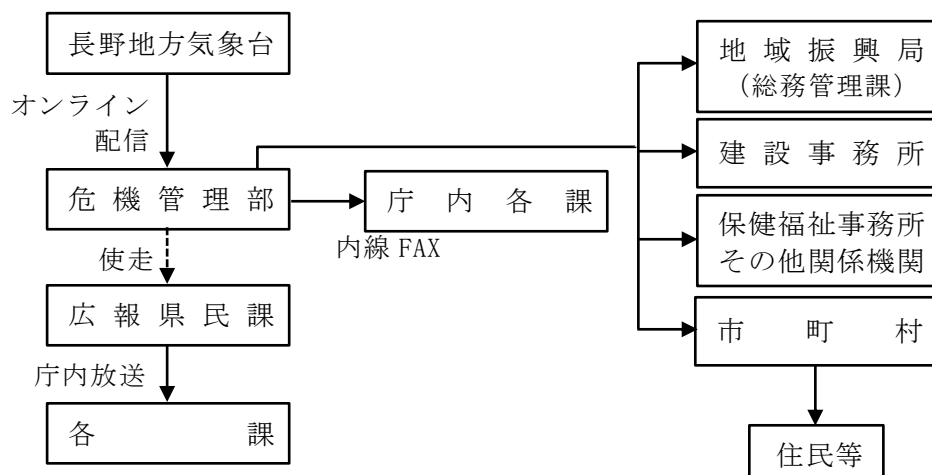 長野地方気象台
オンライン
配信
危機管理部
使走
広報県民課
庁内放送
各課
庁内各課
内線 FAX
地域振興局
（総務管理課）
建設事務所
保健福祉事務所
その他関係機関
市町村
住民等